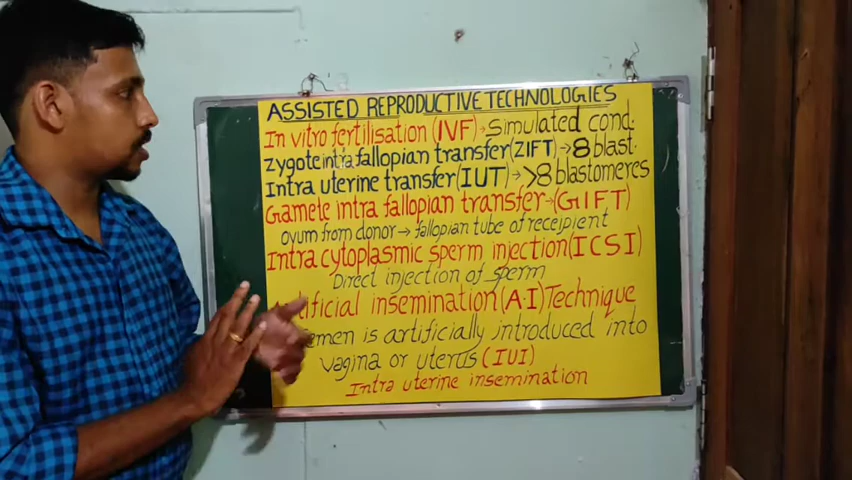 ASSISTED REPRODUCTIVE TECHNOLOGIES
In vitro fertilisation (IVF) → Simulated cond.
Zygote intra fallopian transfer (ZIFT) → 8 blast.
Intra uterine transfer (IUT) → >8 blastomeres
Gamete intra fallopian transfer (GIFT)
ovum from donor → fallopian tube of receipient
Intra cytoplasmic sperm injection (ICSI)
Direct injection of sperm
insemination (A.I) Technique
is artificially introduced into
vagina or uterus (IUI)
Intra uterine insemination